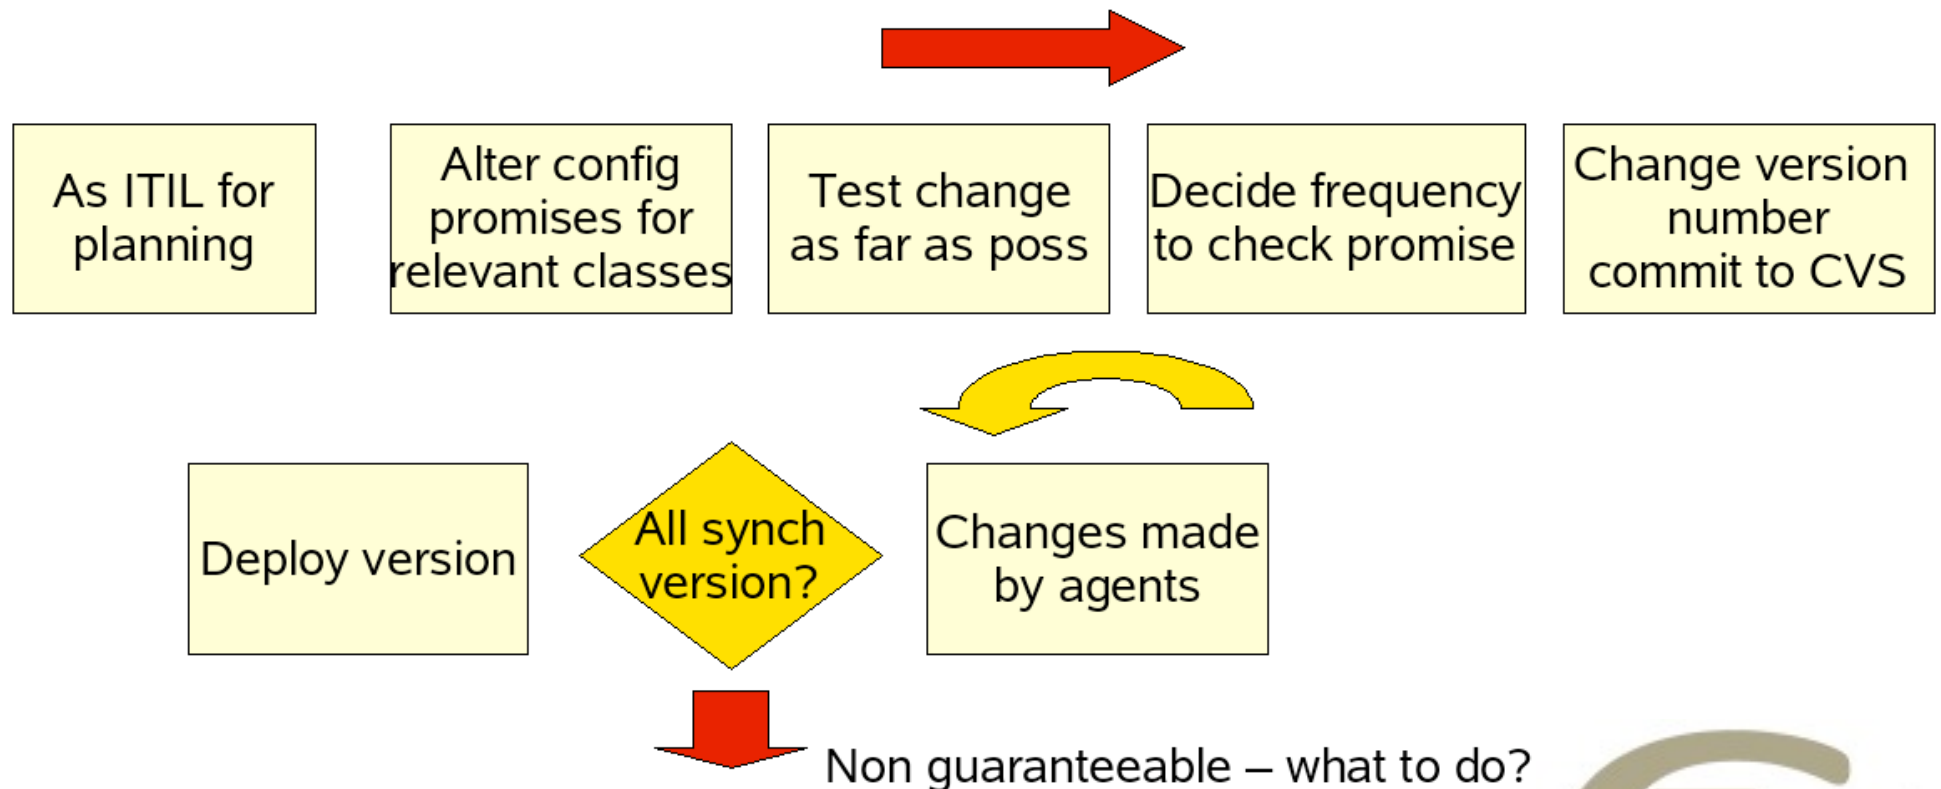 As ITIL for
planning
Alter config
promises for
relevant classes
Test change
as far as poss
Decide frequency
to check promise
Change version
number
commit to CVS
Deploy version
All synch
version?
Changes made
by agents
Non guaranteeable – what to do?